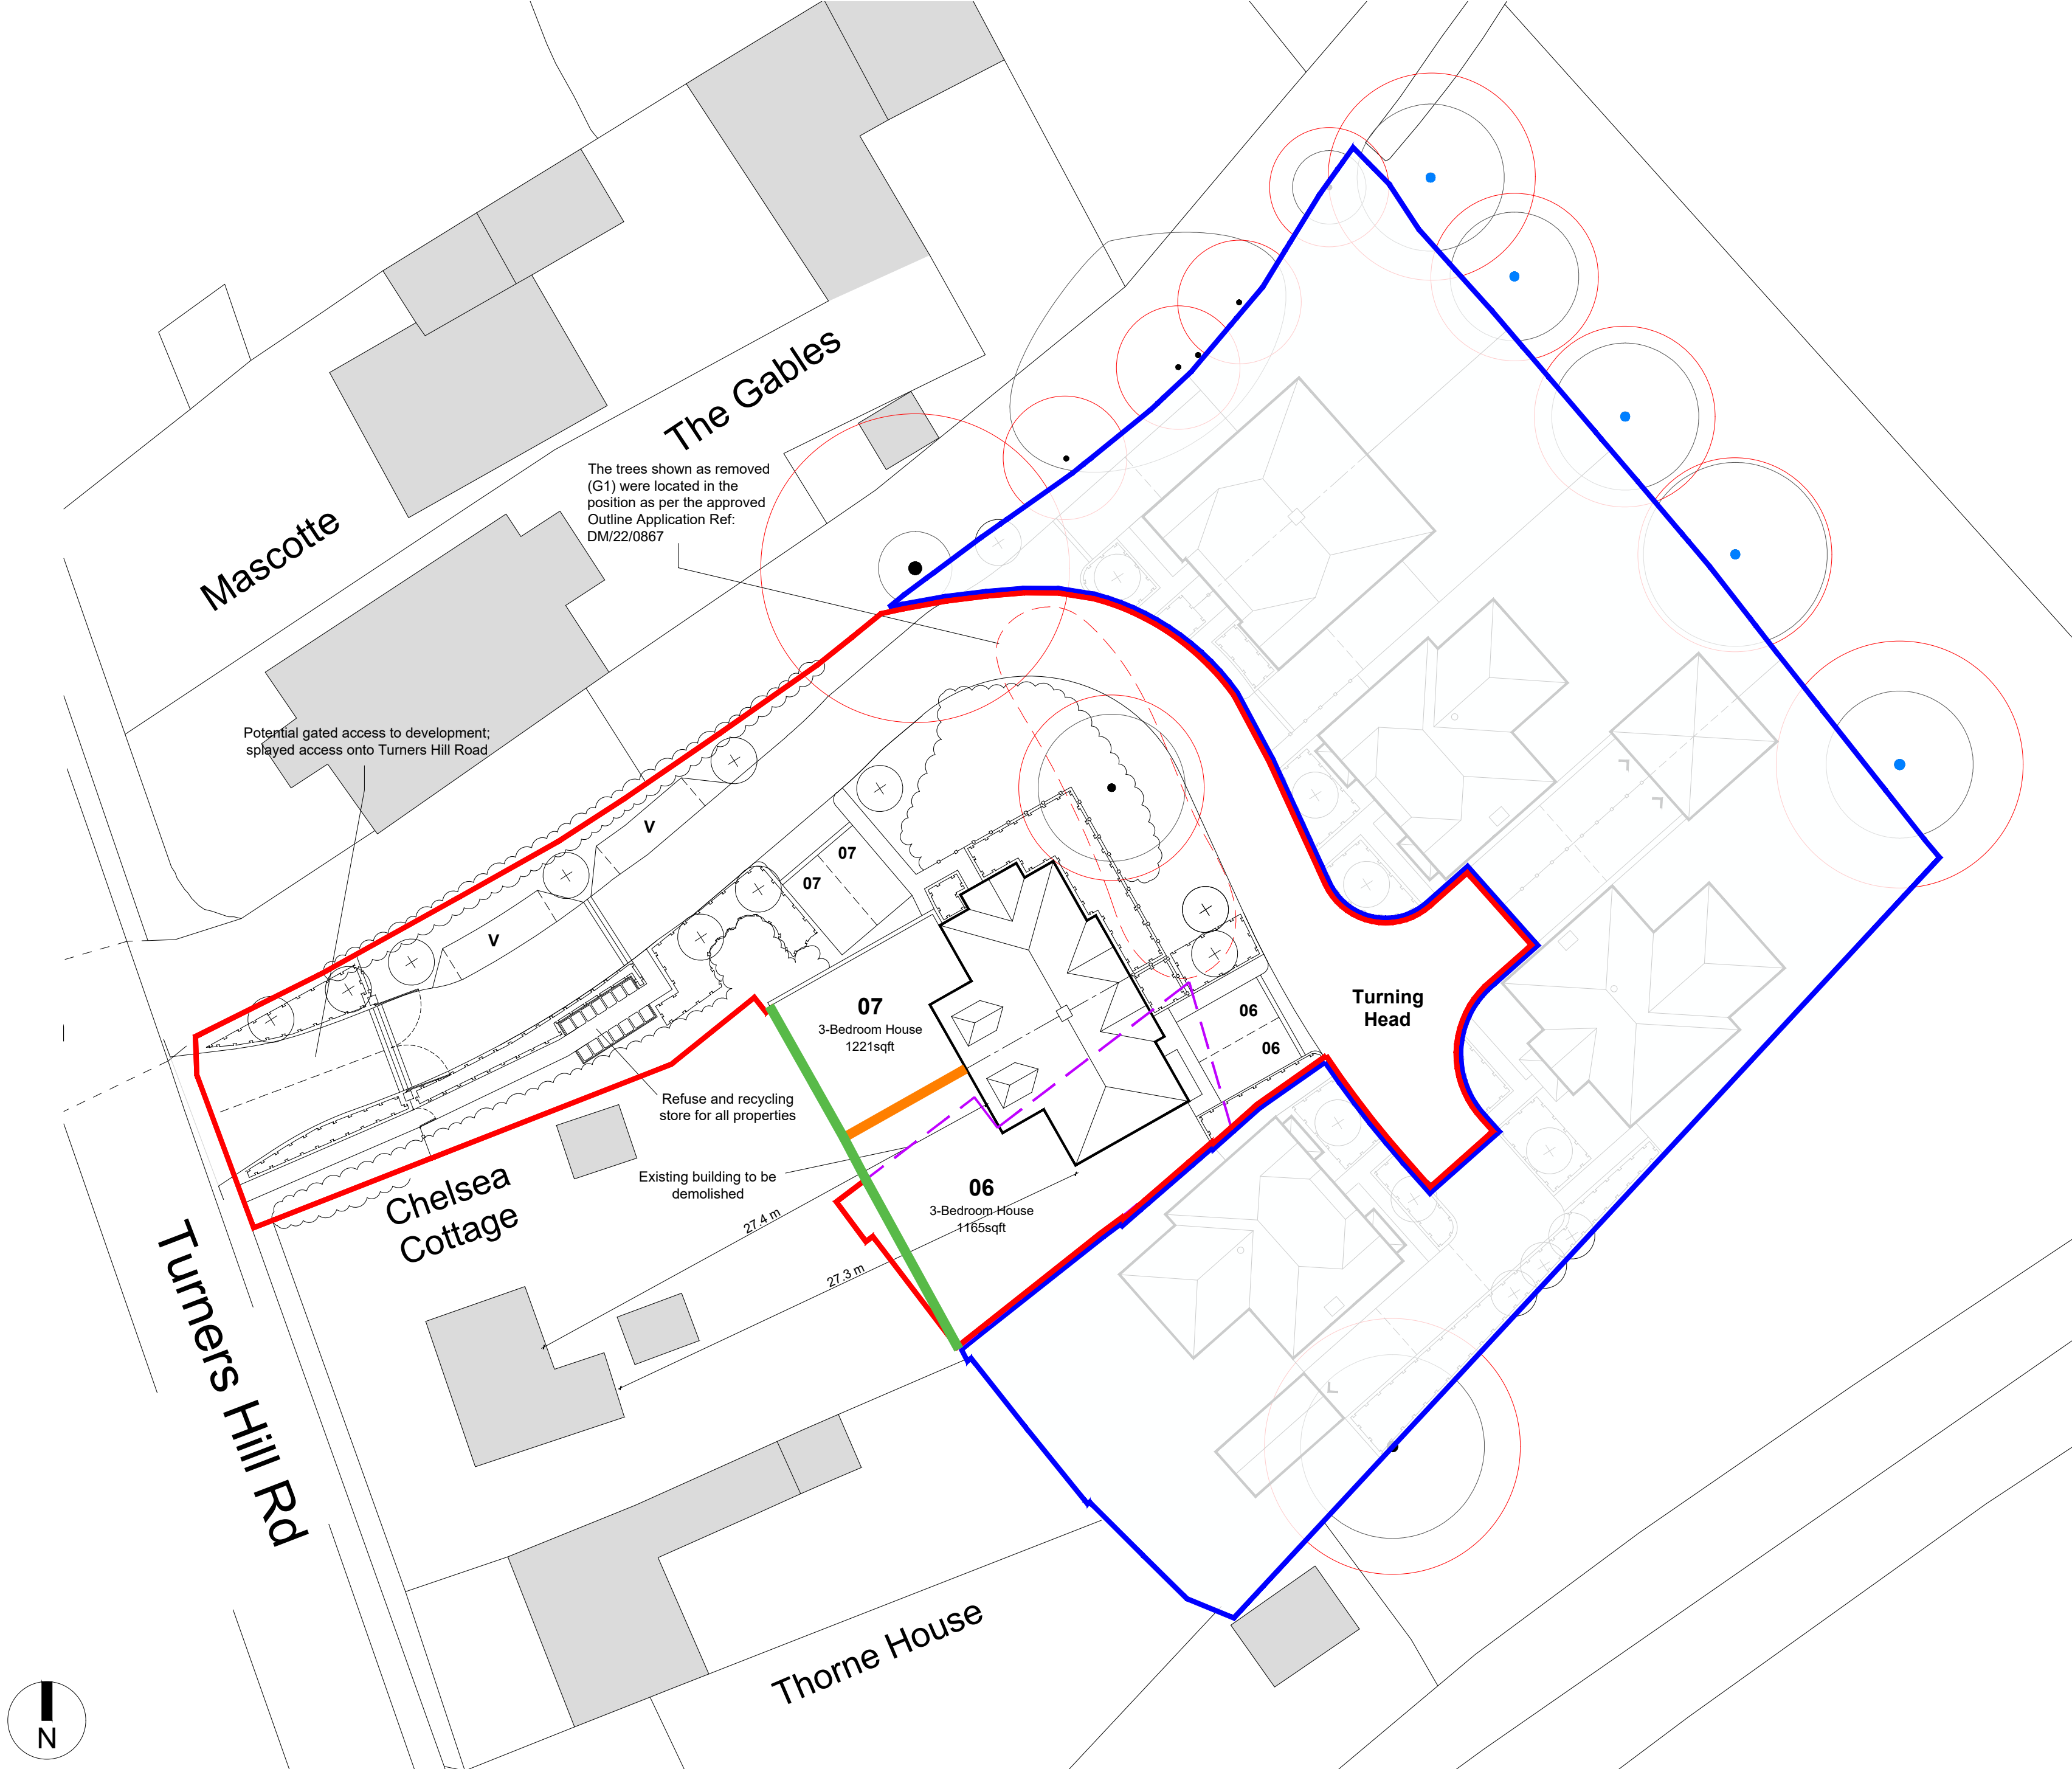 The Gables
The trees shown as removed
(G1) were located in the
position as per the approved
Outline Application Ref:
DM/22/0867
Mascotte
Potential gated access to development;
splayed access onto Turners Hill Road
V
V
07
07
07
3-Bedroom House
1221sqft
06
06
Turning
Head
Refuse and recycling
store for all properties
Existing building to be
demolished
06
3-Bedroom House
1165sqft
Chelsea
Cottage
27.4 m
27.3 m
Turners Hill Rd
Thorne House
N